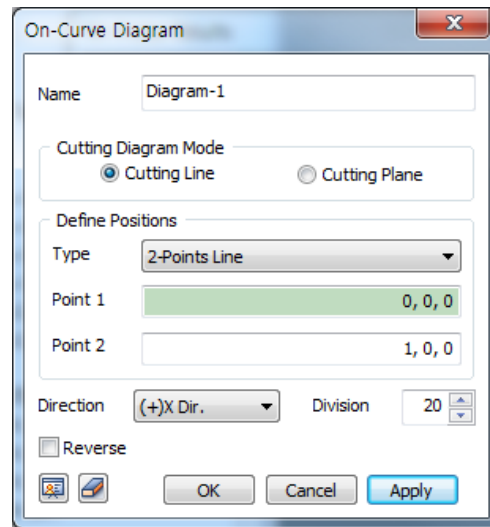 On-Curve Diagram
Name Diagram-1
Cutting Diagram Mode
Cutting Line Cutting Plane
Define Positions
Type 2-Points Line
Point 1 0, 0, 0
Point 2 1, 0, 0
Direction (+)X Dir. Division 20
Reverse
OK Cancel Apply